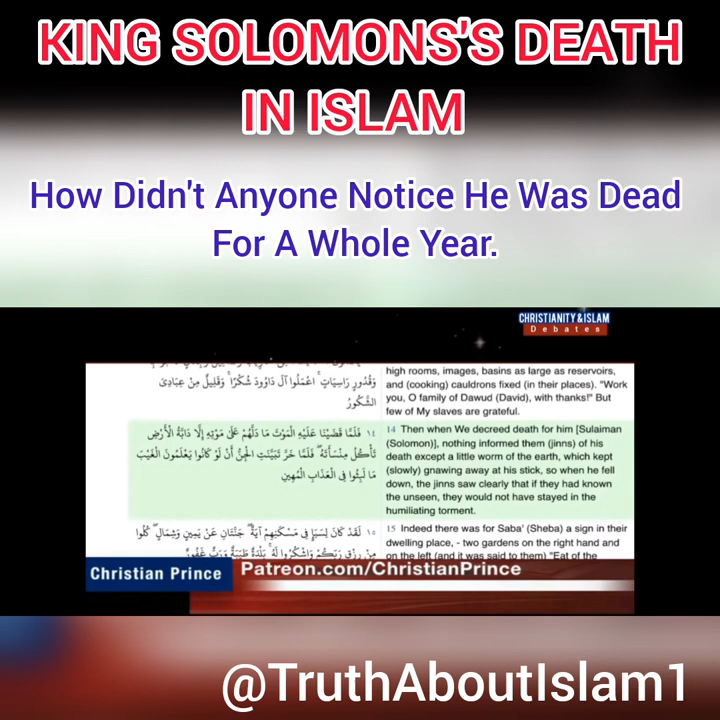 KING SOLOMONS'S DEATH
IN ISLAM
How Didn't Anyone Notice He Was Dead
For A Whole Year.
CHRISTIANITY & ISLAM
Debates
وَقُدُورٍ رَاسِيَاتٍ ۚ اعْمَلُوا آلَ دَاوُودَ شُكْرًا ۚ وَقَلِيلٌ مِنْ عِبَادِيَ
الشَّكُورُ
high rooms, images, basins as large as reservoirs,
and (cooking) cauldrons fixed (in their places). "Work
you, O family of Dawud (David), with thanks!" But
few of My slaves are grateful.
١٤ فَلَمَّا قَضَيْنَا عَلَيْهِ الْمَوْتَ مَا دَلَّهُمْ عَلَىٰ مَوْتِهِ إِلَّا دَابَّةُ الْأَرْضِ
تَأْكُلُ مِنْسَأَتَهُ ۖ فَلَمَّا خَرَّ تَبَيَّنَتِ الْجِنُّ أَنْ لَوْ كَانُوا يَعْلَمُونَ الْغَيْبَ
مَا لَبِثُوا فِي الْعَذَابِ الْمُهِينِ
14 Then when We decreed death for him [Sulaiman
(Solomon)], nothing informed them (jinns) of his
death except a little worm of the earth, which kept
(slowly) gnawing away at his stick, so when he fell
down, the jinns saw clearly that if they had known
the unseen, they would not have stayed in the
humiliating torment.
١٥ لَقَدْ كَانَ لِسَبَإٍ فِي مَسْكَنِهِمْ آيَةٌ ۖ جَنَّتَانِ عَنْ يَمِينٍ وَشِمَالٍ ۖ كُلُوا
مِنْ رِزْقِ رَبِّكُمْ وَاشْكُرُوا لَهُ ۚ بَلْدَةٌ طَيِّبَةٌ وَرَبٌّ غَفُورٌ
15 Indeed there was for Saba' (Sheba) a sign in their
dwelling place, - two gardens on the right hand and
on the left (and it was said to them) "Eat of the
Christian Prince
Patreon.com/ChristianPrince
@TruthAboutIslam1